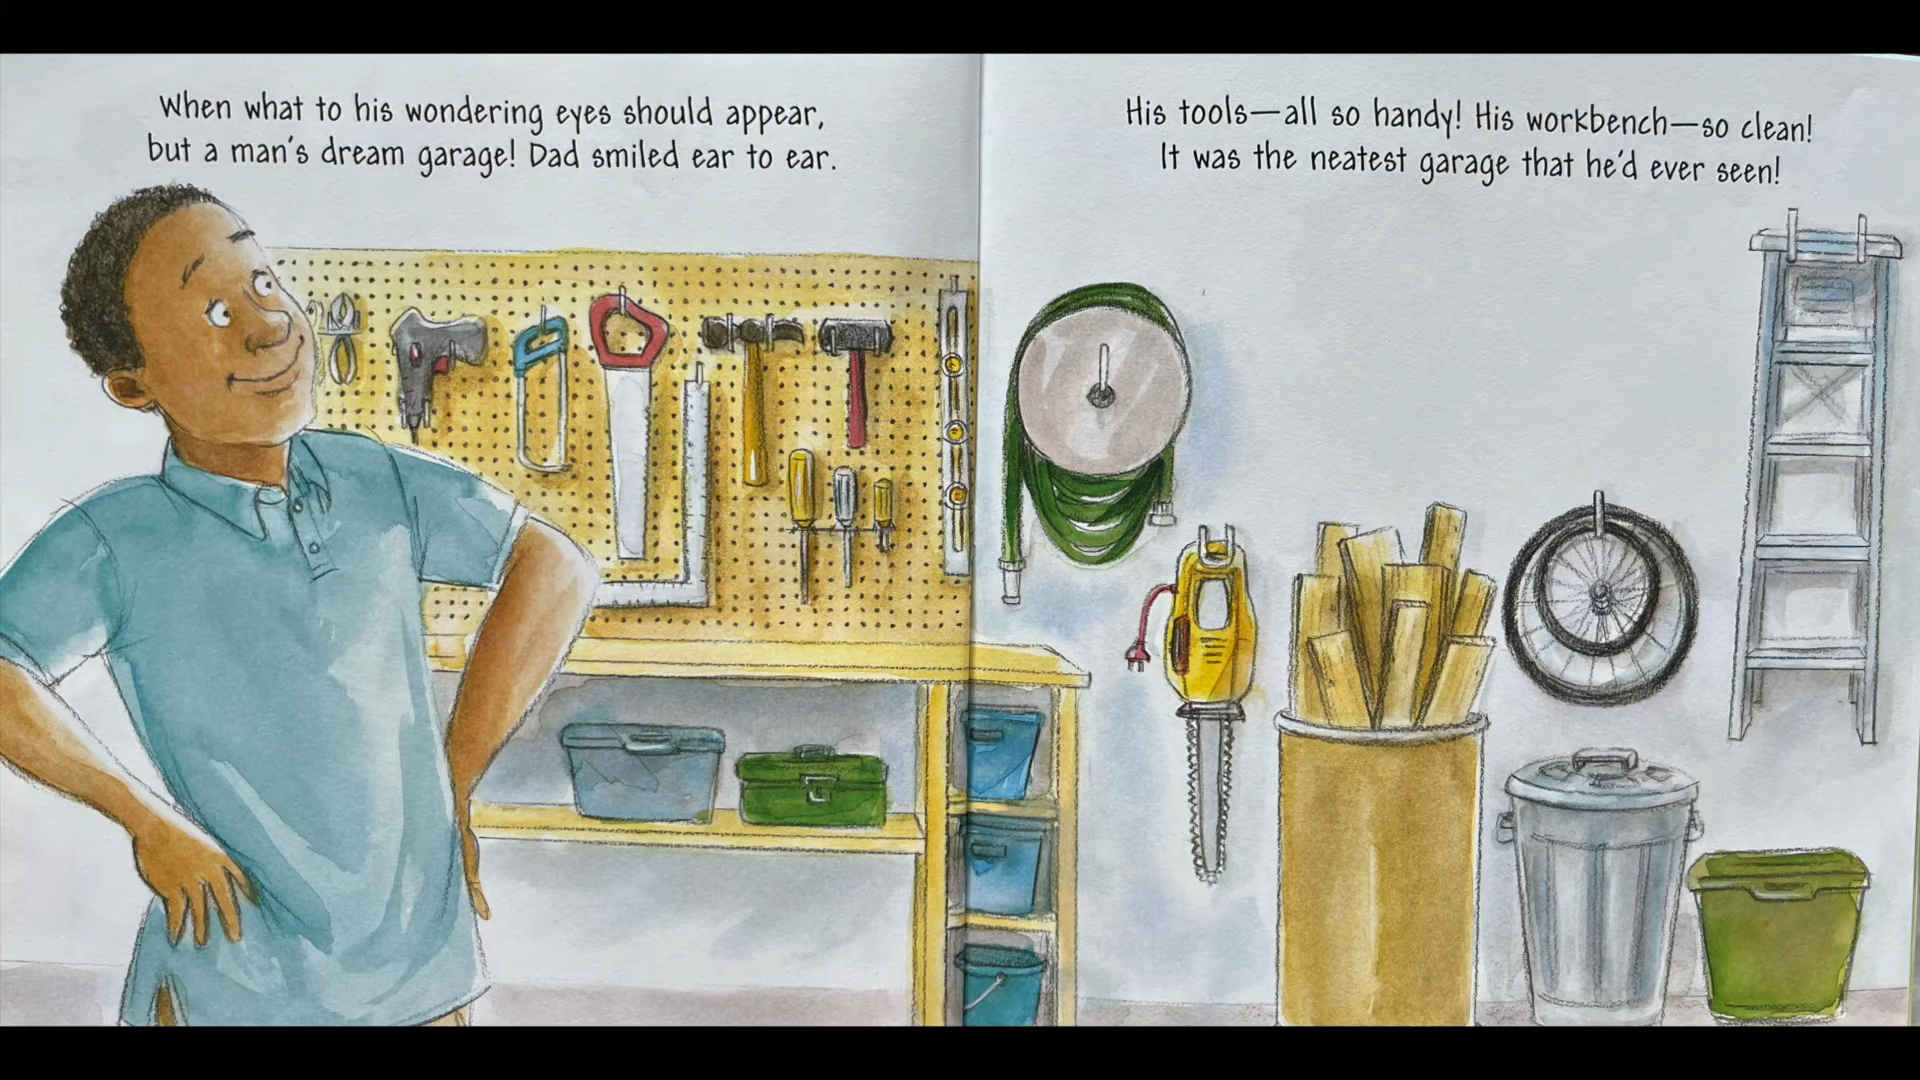 When what to his wondering eyes should appear,
but a man's dream garage! Dad smiled ear to ear.
His tools—all so handy! His workbench—so clean!
It was the neatest garage that he'd ever seen!